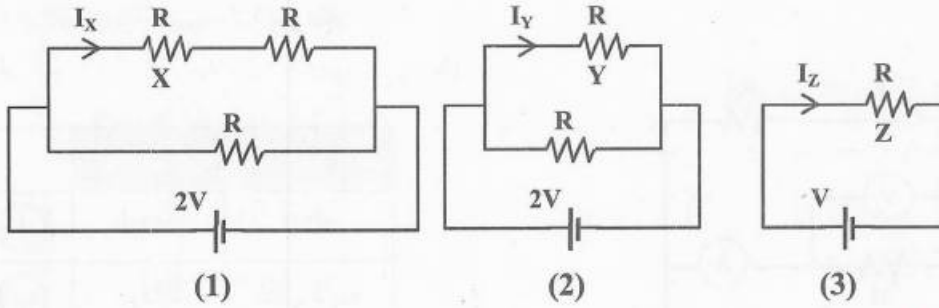 I_X R R I_Y R
X Y I_Z R
R R Z
2V 2V V
(1) (2) (3)